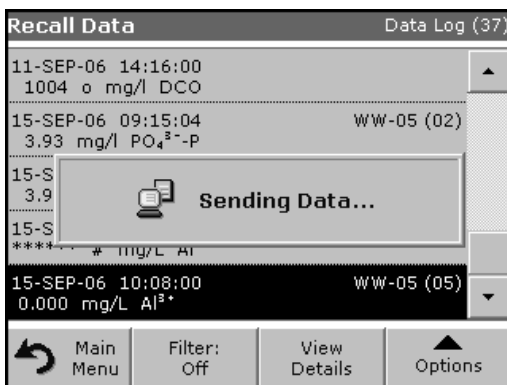 Recall Data Data Log (37)
11-SEP-06 14:16:00
1004 o mg/l DCO
15-SEP-06 09:15:04 WW-05 (02)
3.93 mg/l PO₄³⁻-P
15-S
3.9
Sending Data...
15-S
# mg/L Al
15-SEP-06 10:08:00 WW-05 (05)
0.000 mg/L Al³⁺
Main Menu
Filter: Off
View Details
Options